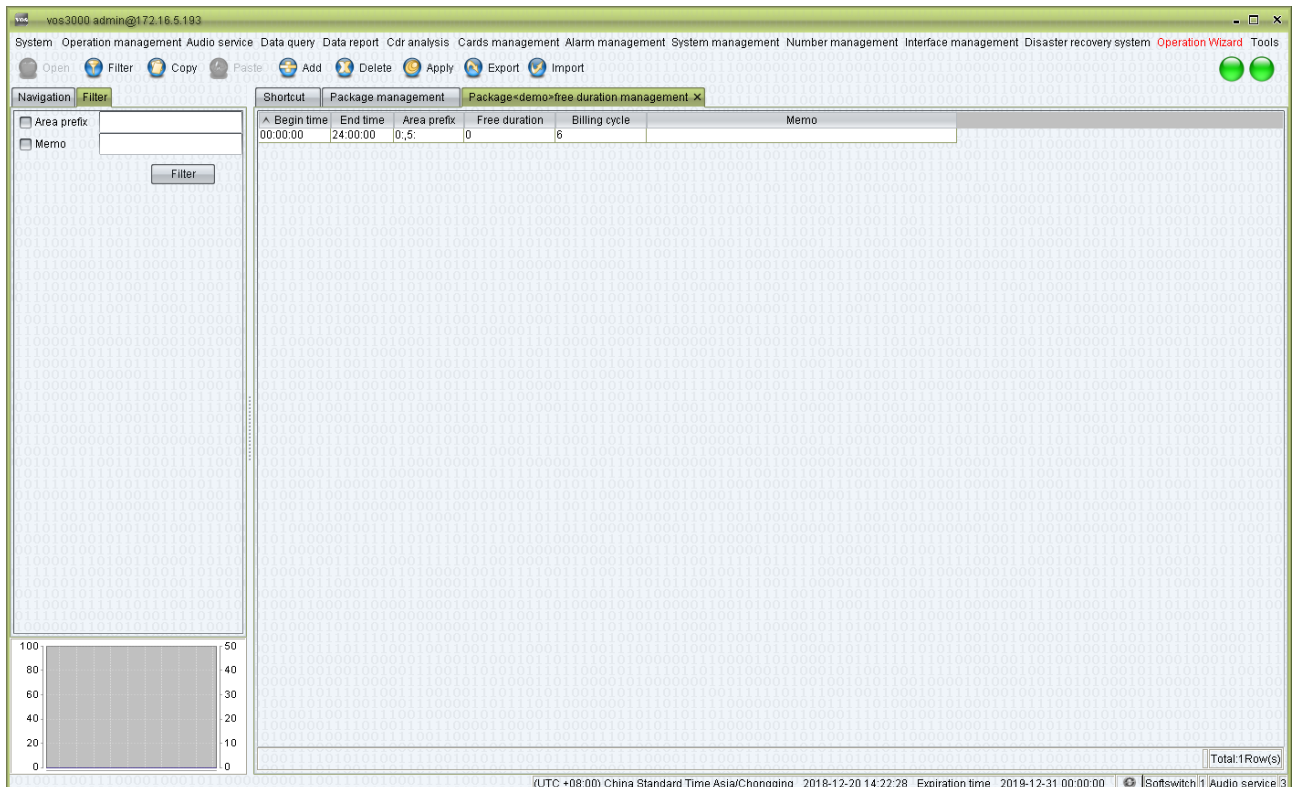 vos vos3000 admin@172.16.5.193
System Operation management Audio service Data query Data report Cdr analysis Cards management Alarm management System management Number management Interface management Disaster recovery system Operation Wizard Tools
Open Filter Copy Paste Add Delete Apply Export Import
Navigation Filter Shortcut Package management Package<demo>free duration management
Area prefix
Memo
Filter
Begin time End time Area prefix Free duration Billing cycle Memo
00:00:00 24:00:00 0:,5: 0 6
100 50
80 40
60 30
40 20
20 10
0 0
Total:1Row(s)
(UTC +08:00) China Standard Time Asia/Chongqing 2018-12-20 14:22:28 Expiration time 2019-12-31 00:00:00 Softswitch 1 Audio service 3